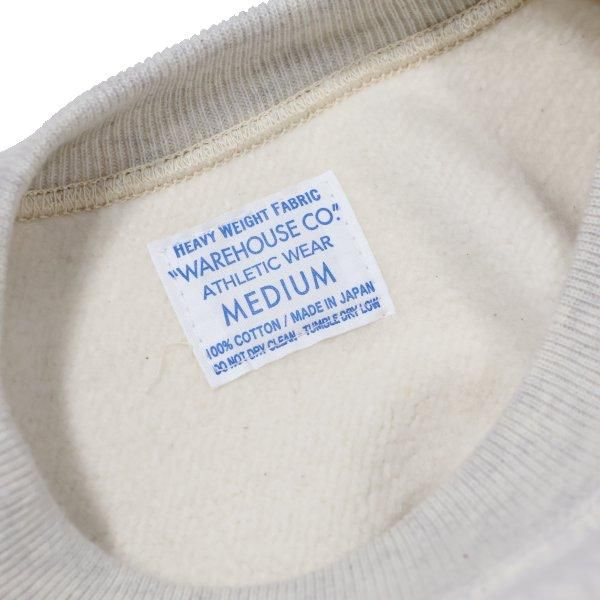 HEAVY WEIGHT FABRIC
"WAREHOUSE CO."
ATHLETIC WEAR
MEDIUM
100% COTTON / MADE IN JAPAN
DO NOT DRY CLEAN - TUMBLE DRY LOW